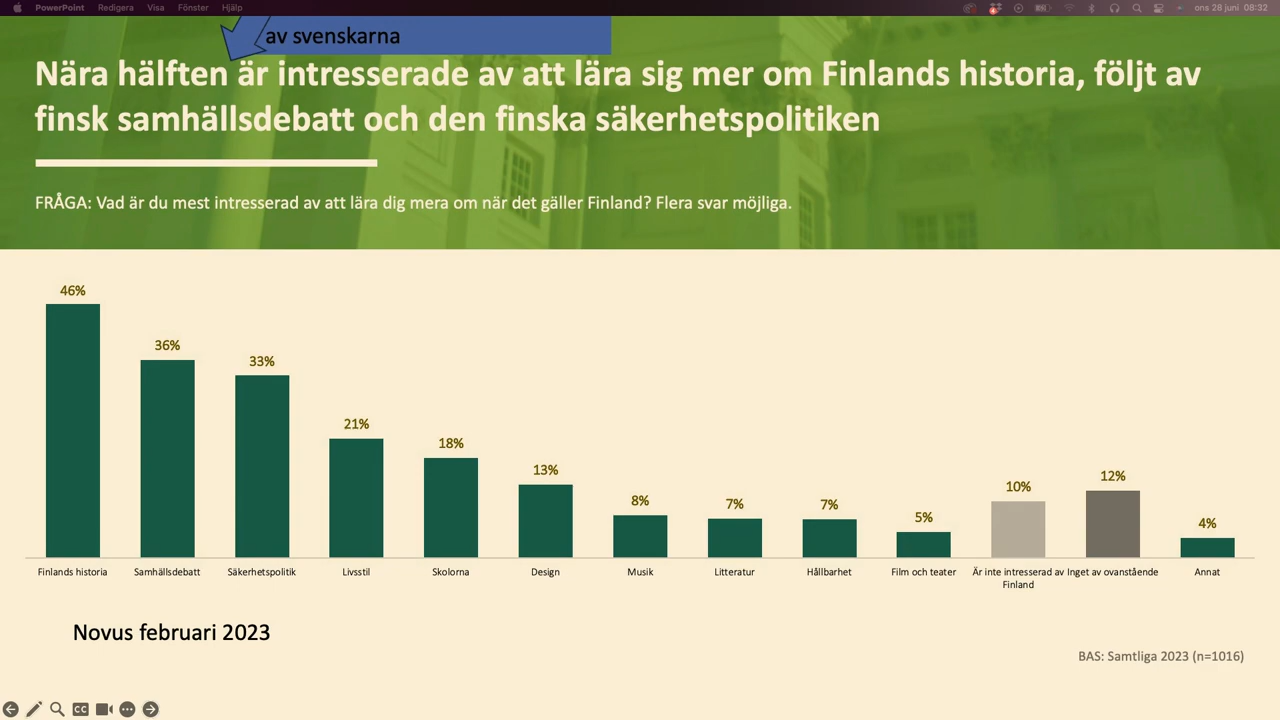 PowerPoint Redigera Visa Fönster Hjälp ons 28 juni 08:32
av svenskarna
Nära hälften är intresserade av att lära sig mer om Finlands historia, följt av
finsk samhällsdebatt och den finska säkerhetspolitiken
FRÅGA: Vad är du mest intresserad av att lära dig mera om när det gäller Finland? Flera svar möjliga.
46%
36%
33%
21%
18%
13%
8%
7%
7%
5%
10%
12%
4%
Finlands historia
Samhällsdebatt
Säkerhetspolitik
Livsstil
Skolorna
Design
Musik
Litteratur
Hållbarhet
Film och teater
Är inte intresserad av
Finland
Inget av ovanstående
Annat
Novus februari 2023
BAS: Samtliga 2023 (n=1016)
CC